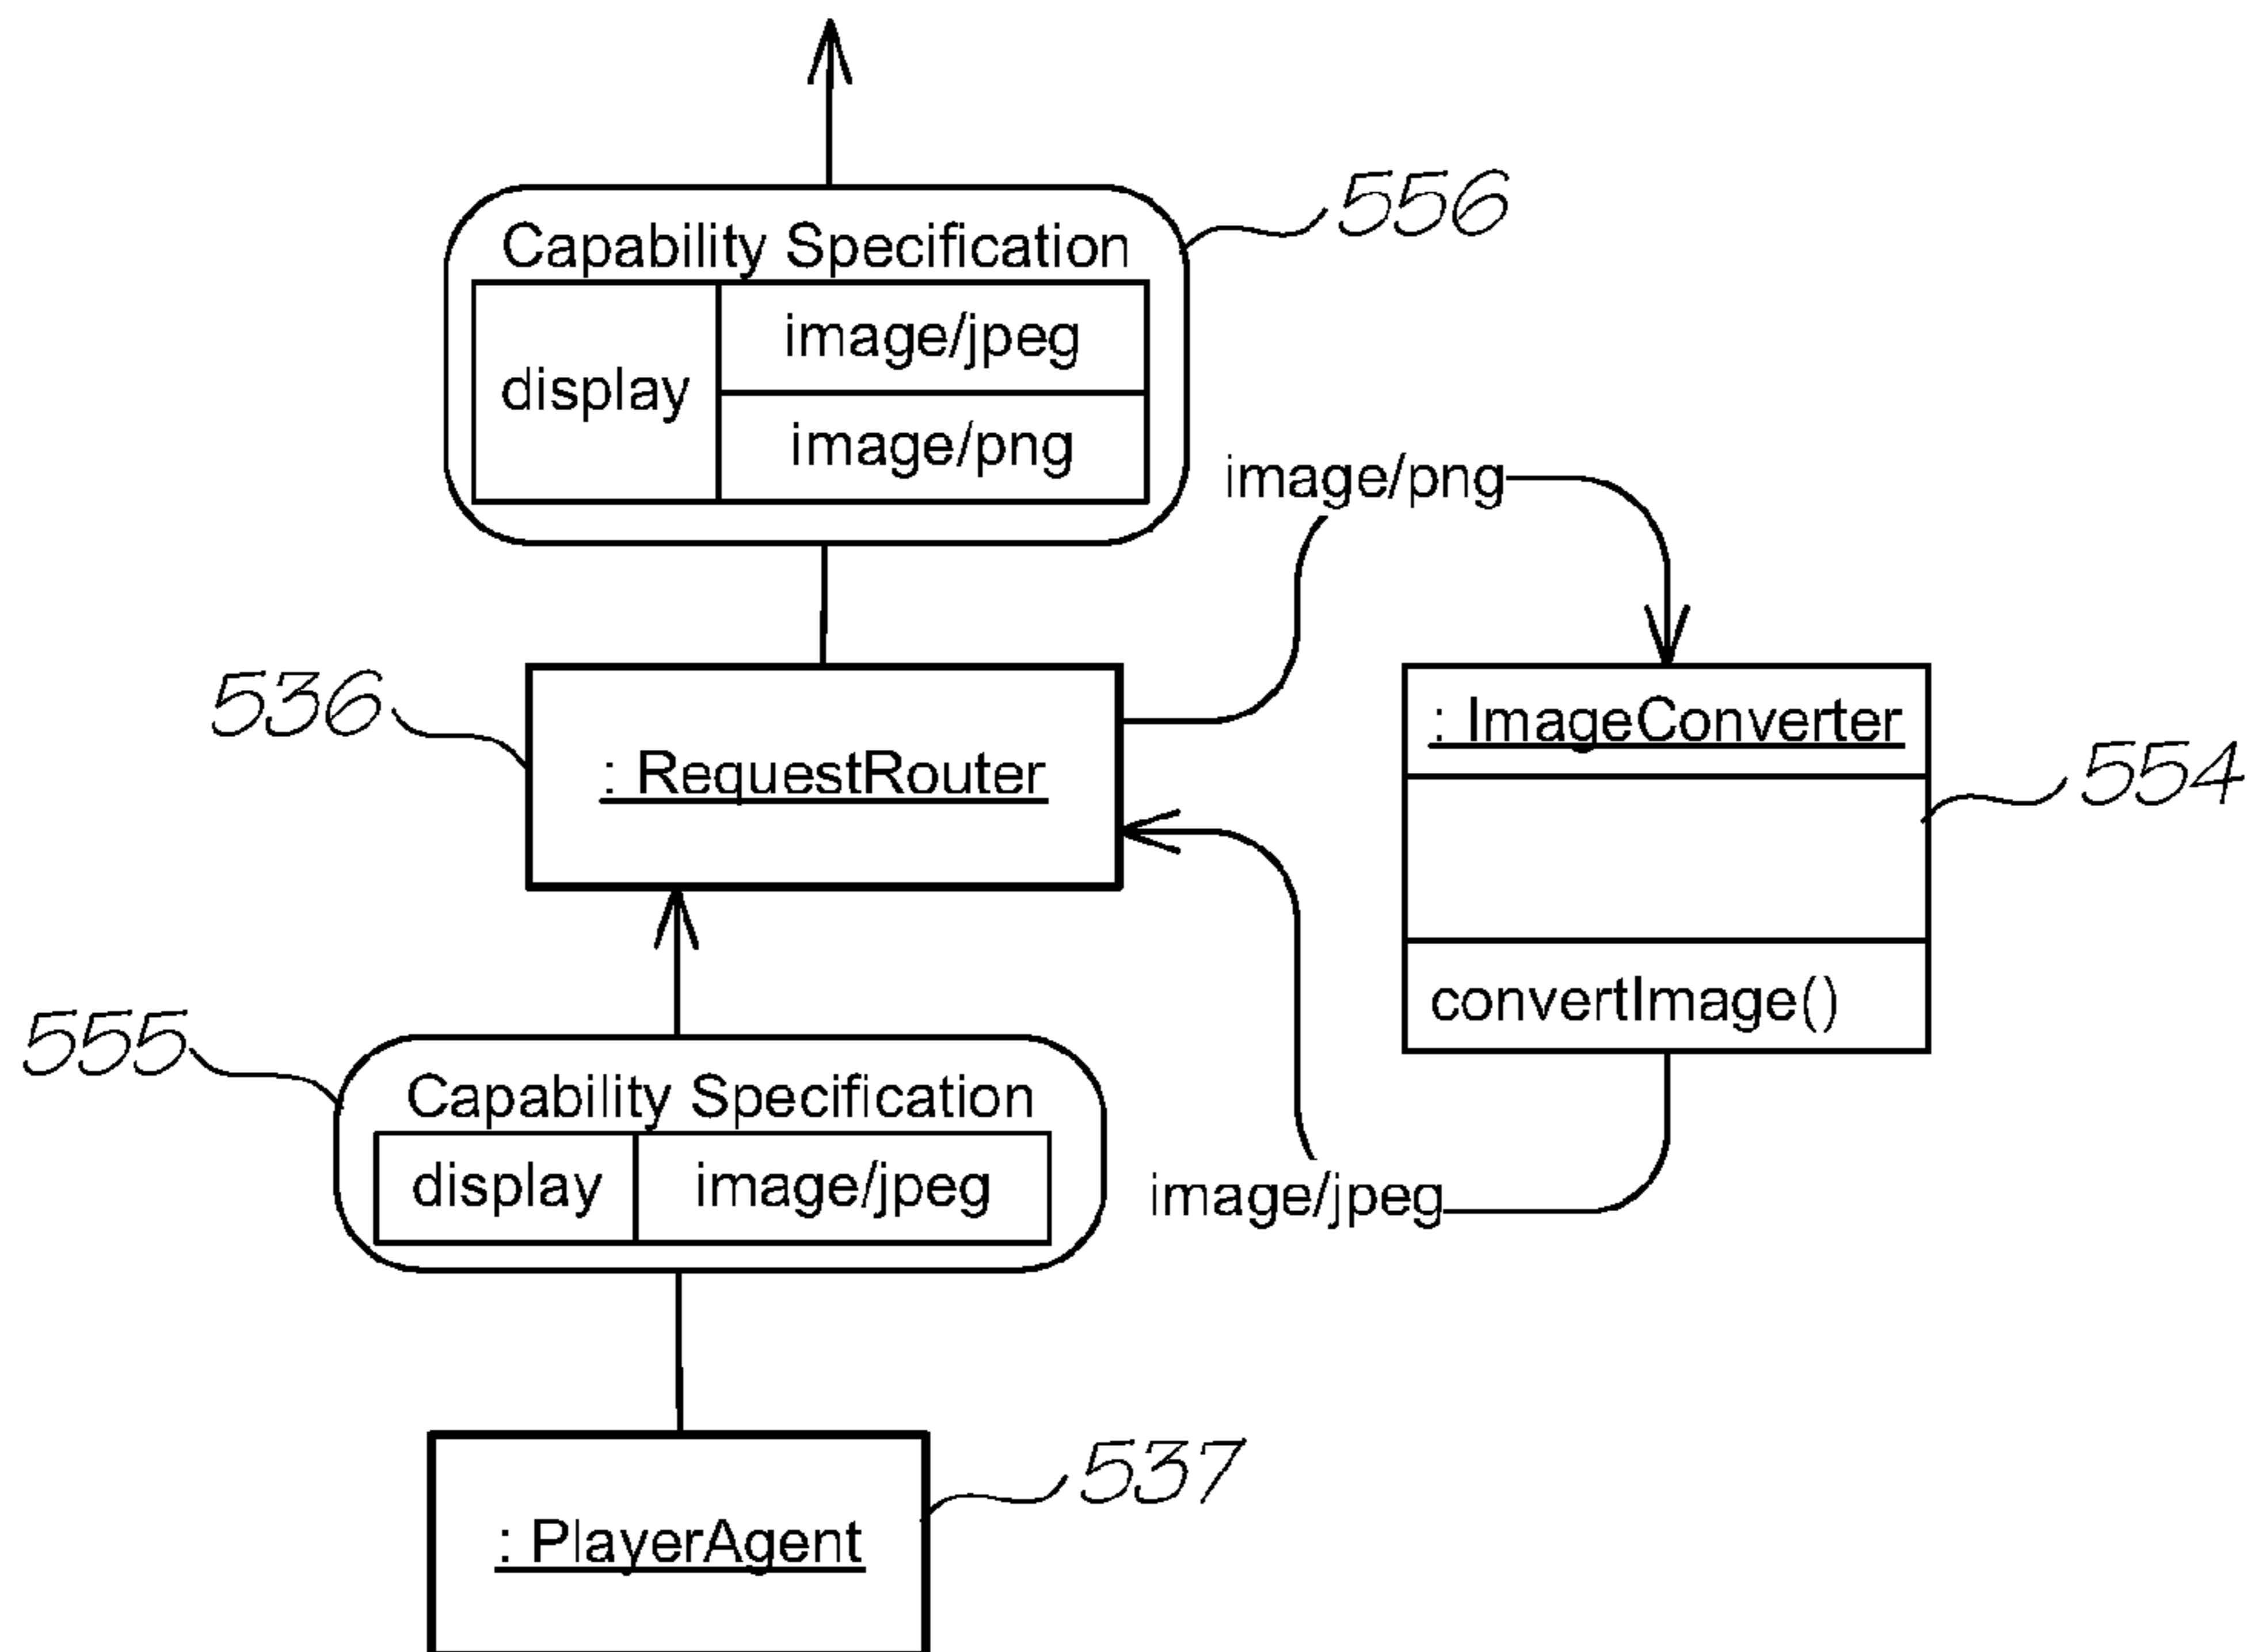 556
Capability Specification
image/jpeg
display
image/png
image/png
536
: RequestRouter
: ImageConverter
554
convertImage()
555
Capability Specification
display image/jpeg
image/jpeg
537
: PlayerAgent